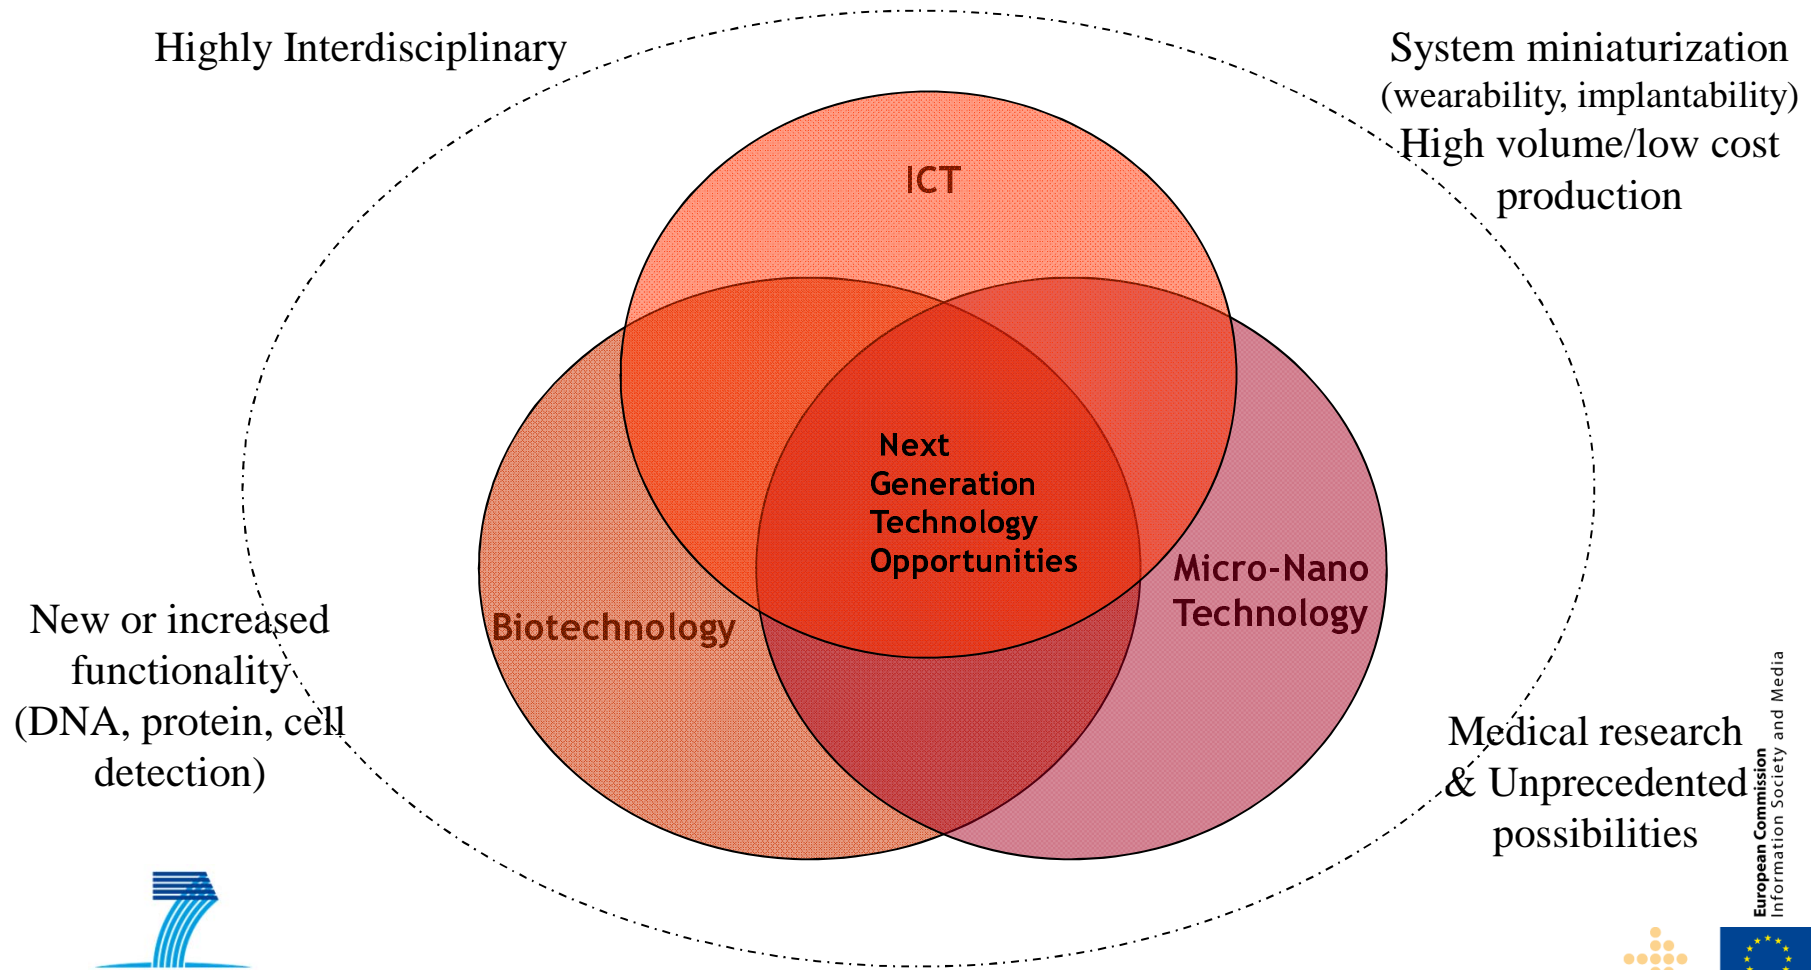 Highly Interdisciplinary
System miniaturization
(wearability, implantability)
High volume/low cost
production
ICT
Next
Generation
Technology
Opportunities
Micro-Nano
Technology
Biotechnology
New or increased
functionality
(DNA, protein, cell
detection)
Medical research
& Unprecedented
possibilities
European Commission
Information Society and Media